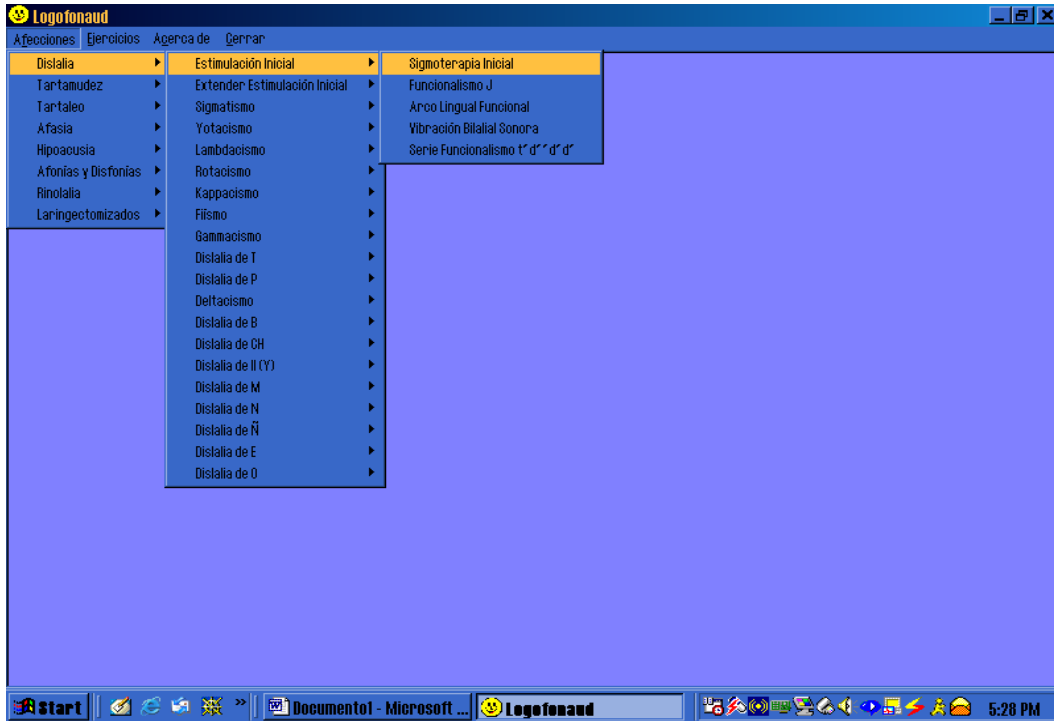 Logofonaud
Afecciones Ejercicios Acerca de Cerrar
Dislalia
Tartamudez
Tartaleo
Afasia
Hipoacusia
Afonías y Disfonías
Rinolalia
Laringectomizados
Estimulación Inicial
Extender Estimulación Inicial
Sigmatismo
Yotacismo
Lambdacismo
Rotacismo
Kappacismo
Fiísmo
Gammacismo
Dislalia de T
Dislalia de P
Deltacismo
Dislalia de B
Dislalia de CH
Dislalia de ll (Y)
Dislalia de M
Dislalia de N
Dislalia de Ñ
Dislalia de E
Dislalia de O
Sigmoterapia Inicial
Funcionalismo J
Arco Lingual Funcional
Vibración Bilalial Sonora
Serie Funcionalismo t´d´´d´d´
Start » Documento1 - Microsoft ... Logofonaud 5:28 PM